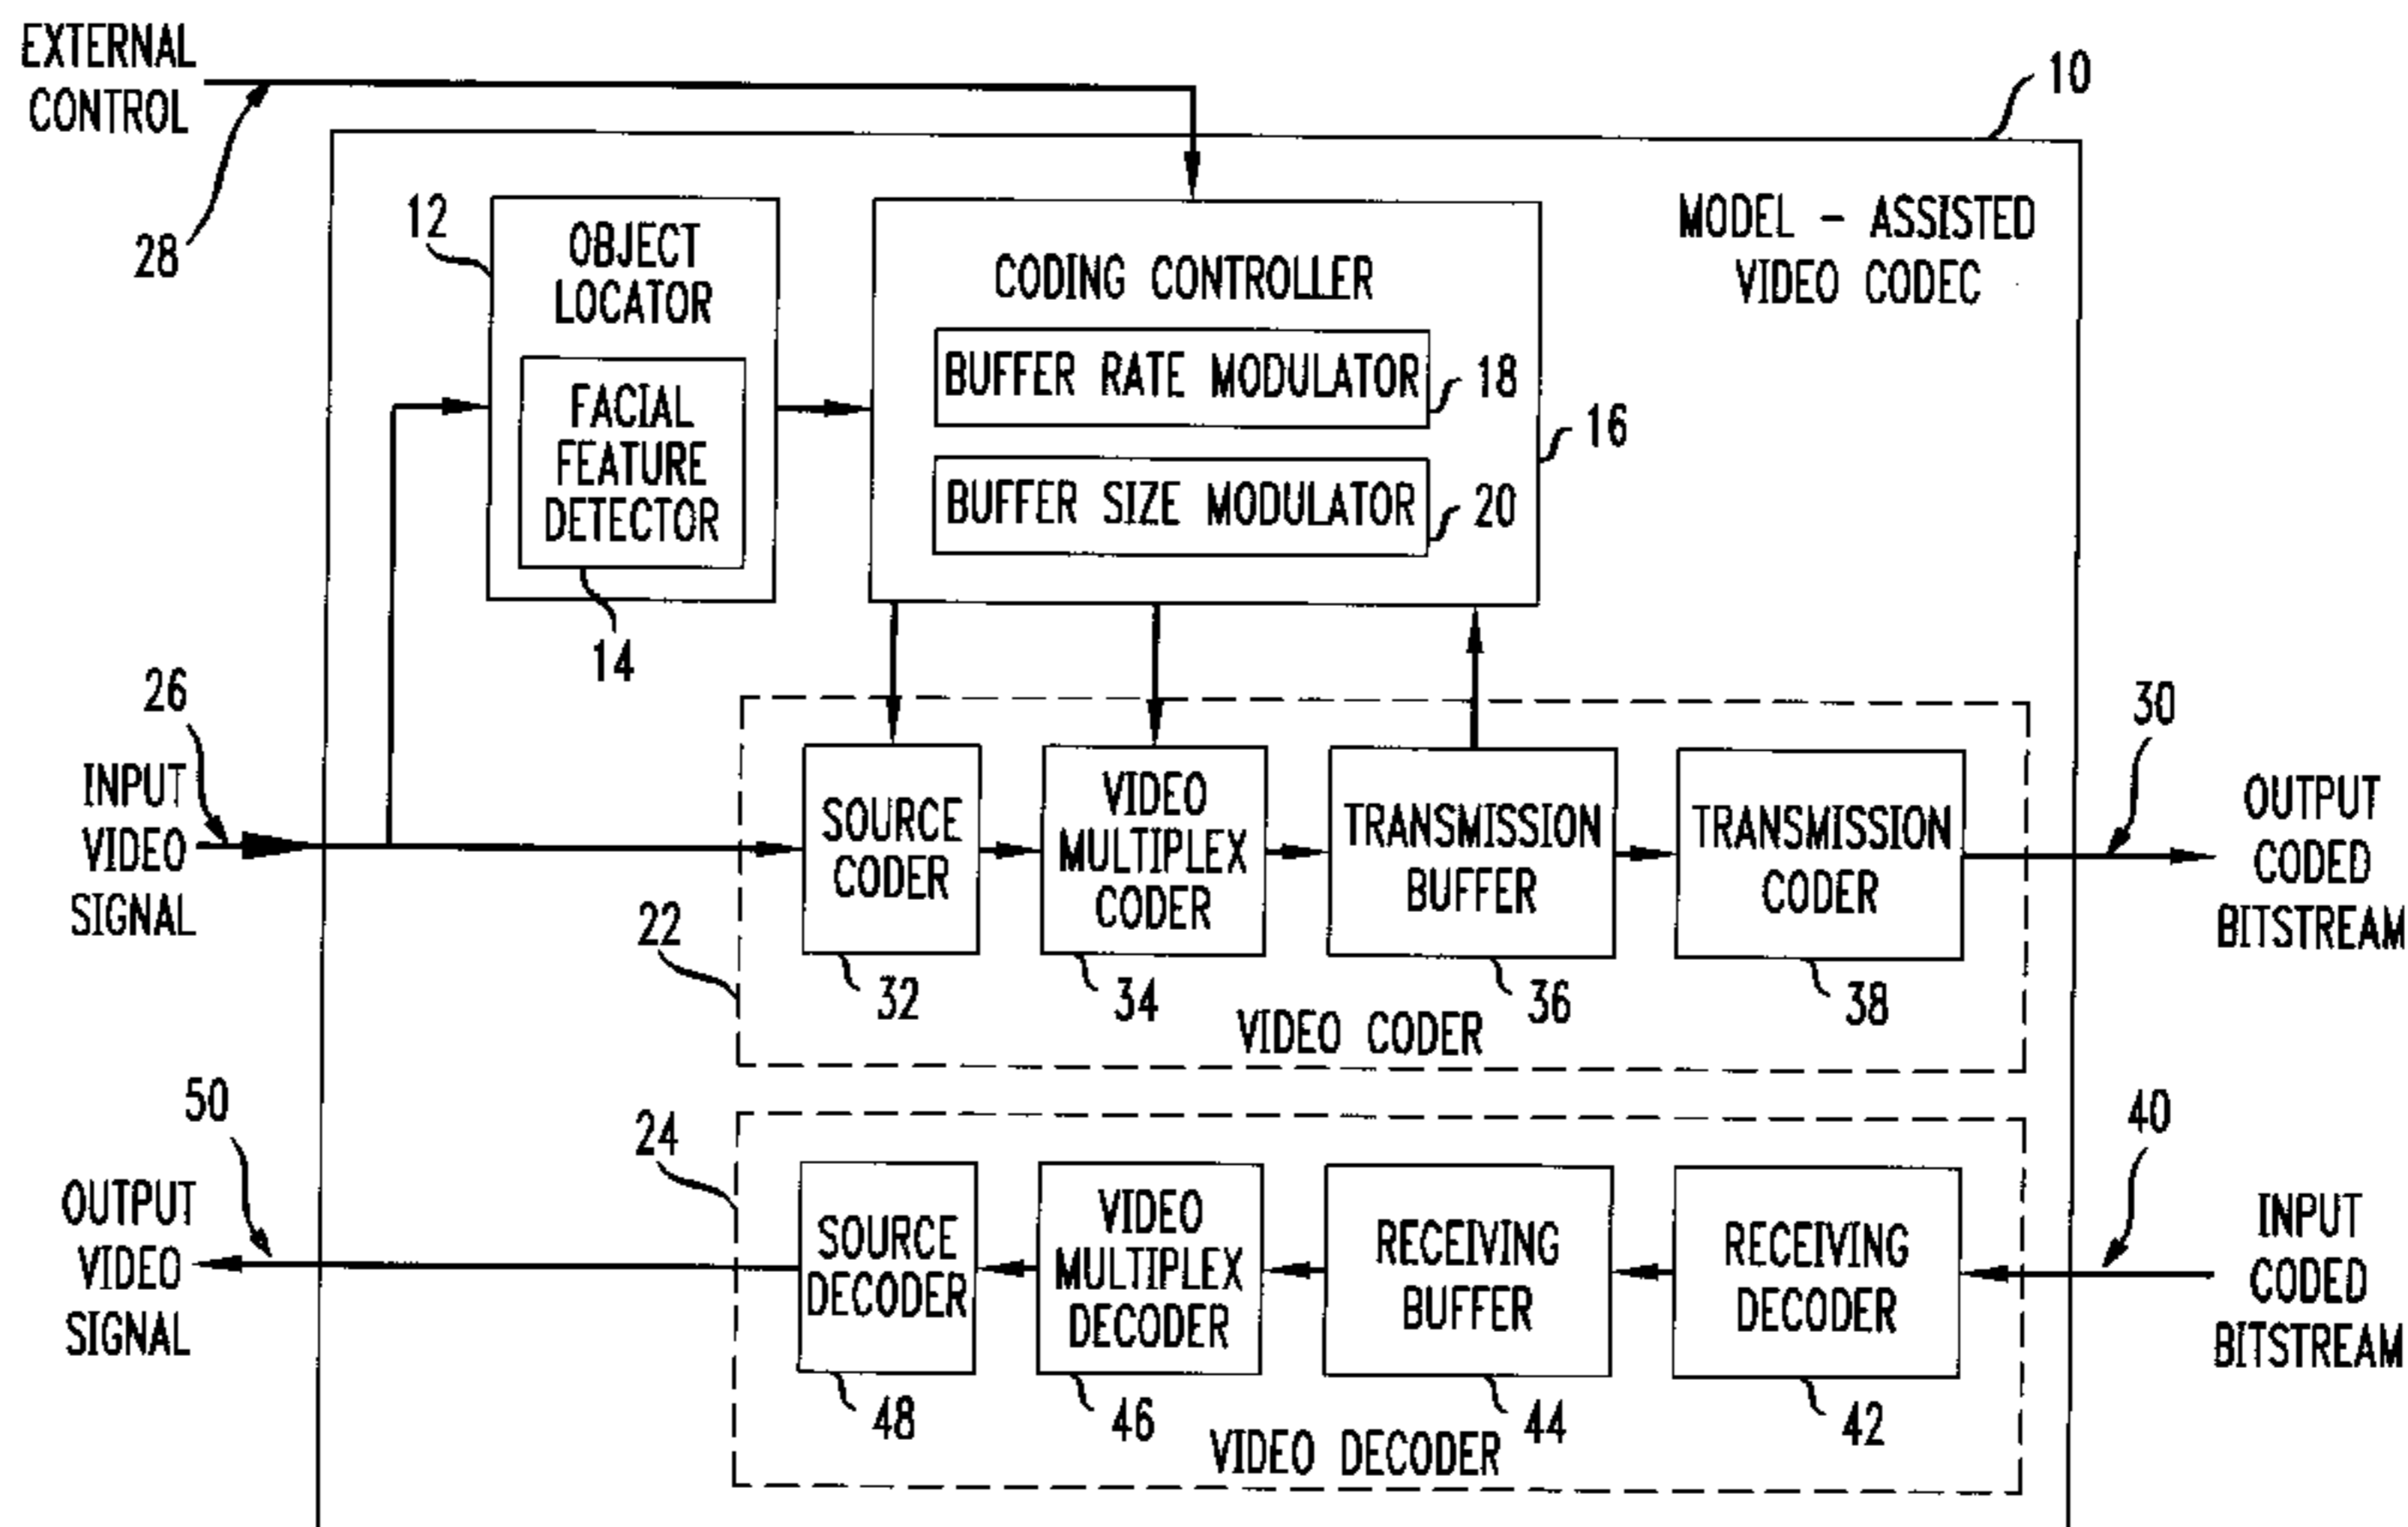 EXTERNAL
CONTROL
28
10
MODEL - ASSISTED
VIDEO CODEC
12
OBJECT
LOCATOR
FACIAL
FEATURE
DETECTOR
14
CODING CONTROLLER
BUFFER RATE MODULATOR
18
BUFFER SIZE MODULATOR
20
16
26
INPUT
VIDEO
SIGNAL
22
SOURCE
CODER
32
VIDEO
MULTIPLEX
CODER
34
TRANSMISSION
BUFFER
36
TRANSMISSION
CODER
38
VIDEO CODER
30
OUTPUT
CODED
BITSTREAM
50
OUTPUT
VIDEO
SIGNAL
24
SOURCE
DECODER
48
VIDEO
MULTIPLEX
DECODER
46
RECEIVING
BUFFER
44
RECEIVING
DECODER
42
VIDEO DECODER
40
INPUT
CODED
BITSTREAM